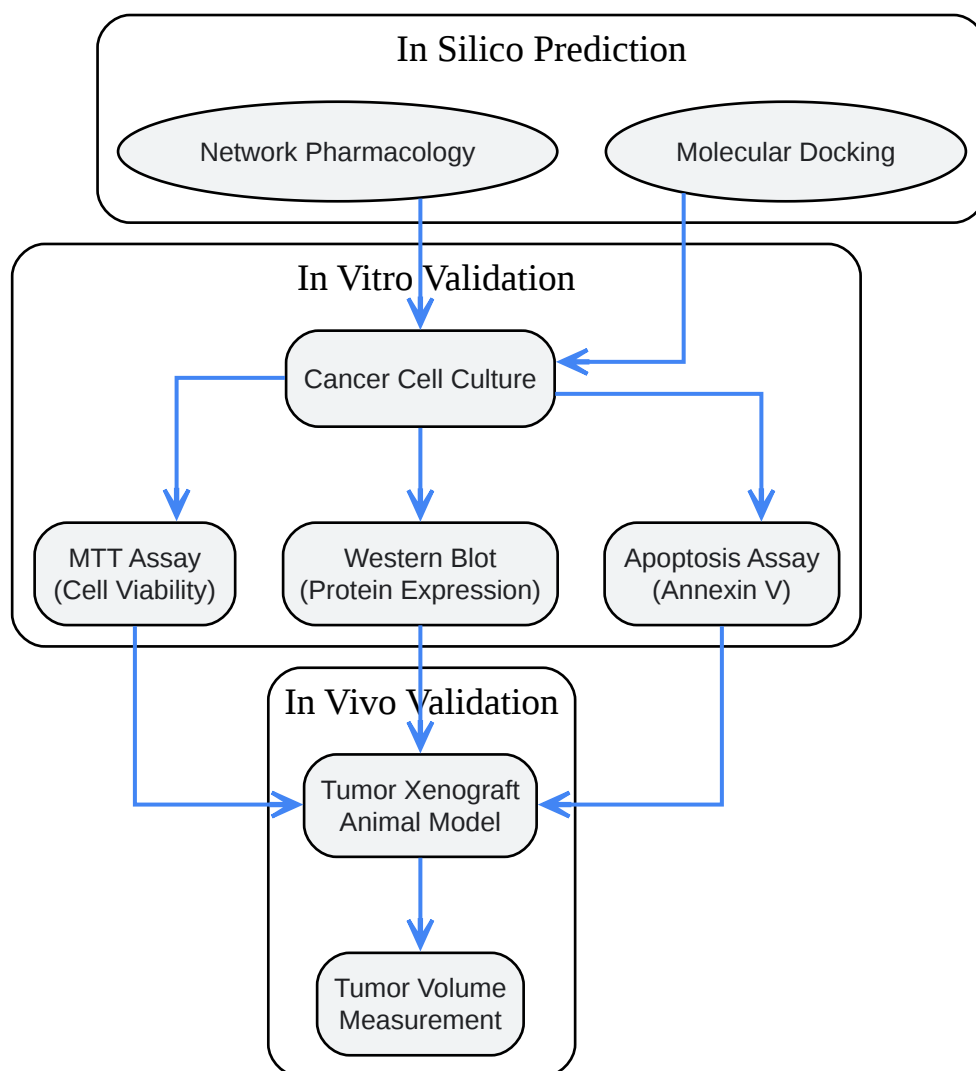 In Silico Prediction
Network Pharmacology
Molecular Docking
In Vitro Validation
Cancer Cell Culture
MTT Assay
(Cell Viability)
Western Blot
(Protein Expression)
Apoptosis Assay
(Annexin V)
In Vivo Validation
Tumor Xenograft
Animal Model
Tumor Volume
Measurement